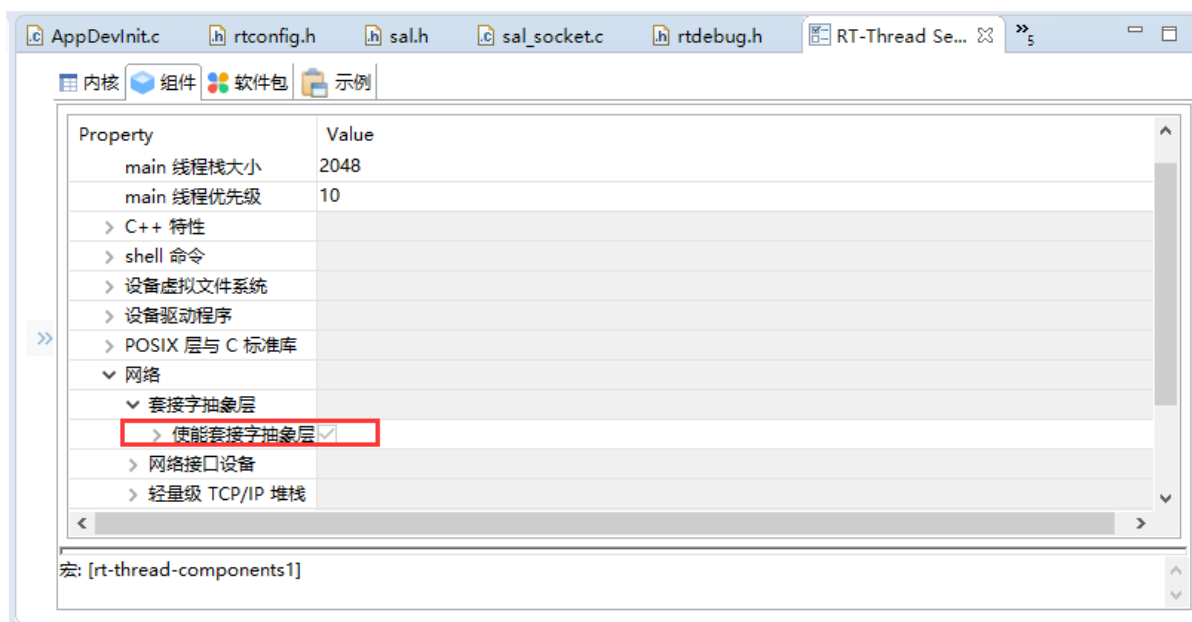 AppDevInit.c rtconfig.h sal.h sal_socket.c rtdebug.h RT-Thread Se... »5
内核 组件 软件包 示例
Property Value
main 线程栈大小 2048
main 线程优先级 10
C++ 特性
shell 命令
设备虚拟文件系统
设备驱动程序
POSIX 层与 C 标准库
网络
套接字抽象层
使能套接字抽象层
网络接口设备
轻量级 TCP/IP 堆栈
宏: [rt-thread-components1]